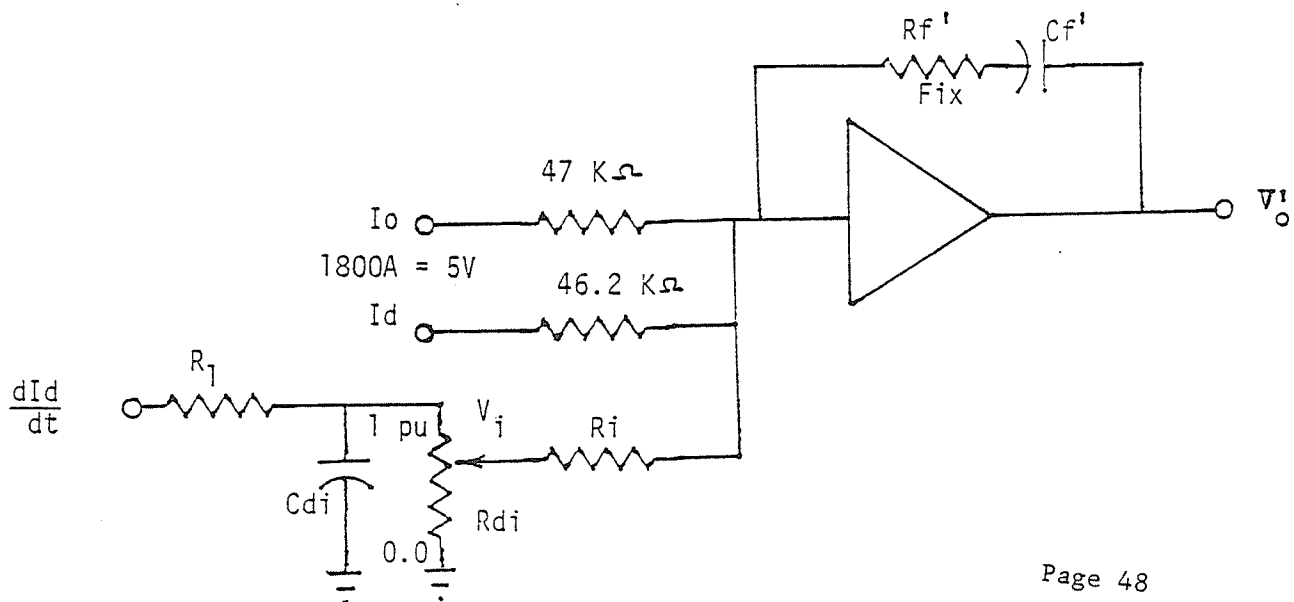 Rf'
Cf'
Fix
47 KΩ
Io
1800A = 5V
46.2 KΩ
Id
V'o
R1
dId
dt
1 pu
Vi
Ri
Cdi
Rdi
0.0
Page 48